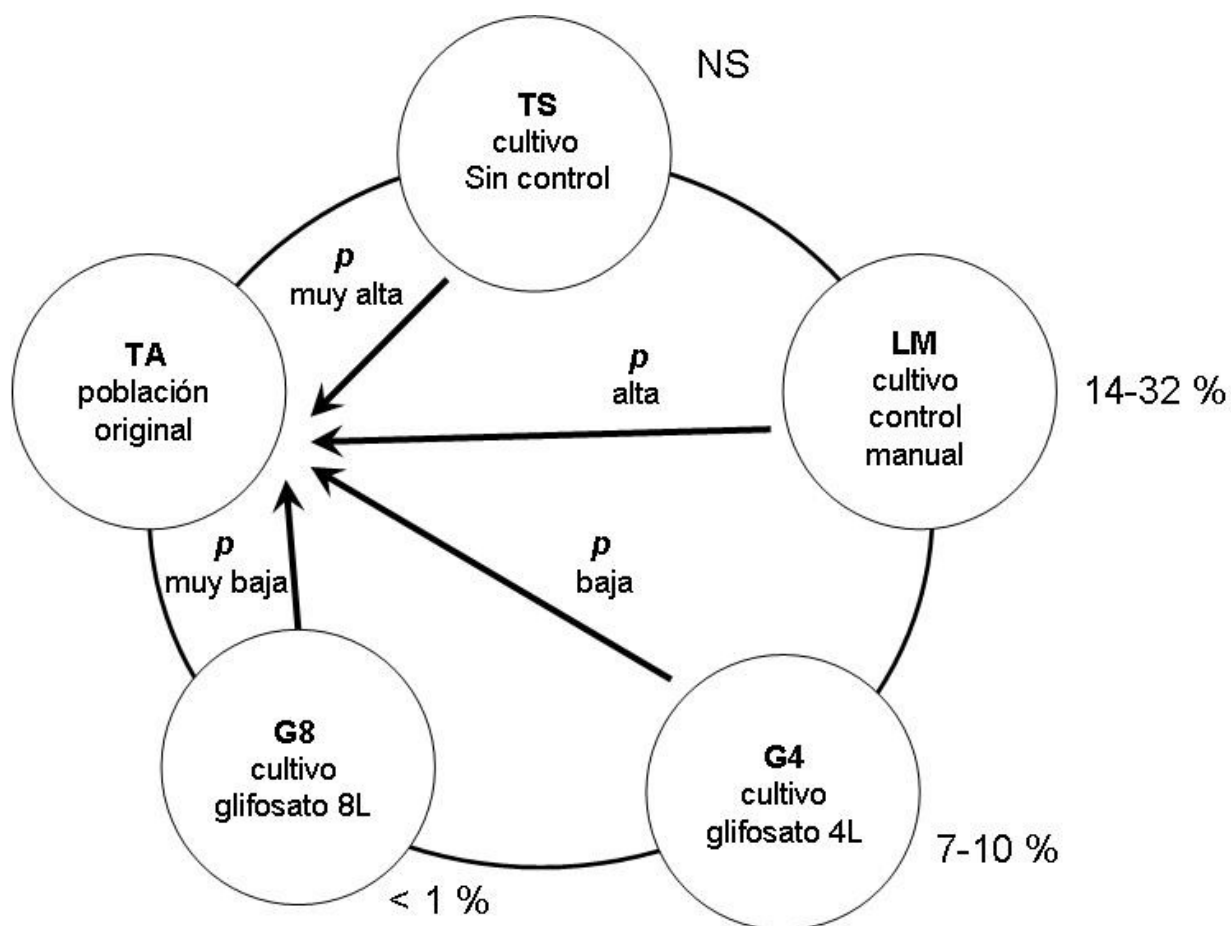 NS
TS
cultivo
Sin control
p
muy alta
TA
población
original
p
alta
LM
cultivo
control
manual
14-32 %
p
muy baja
p
baja
G8
cultivo
glifosato 8L
< 1 %
G4
cultivo
glifosato 4L
7-10 %